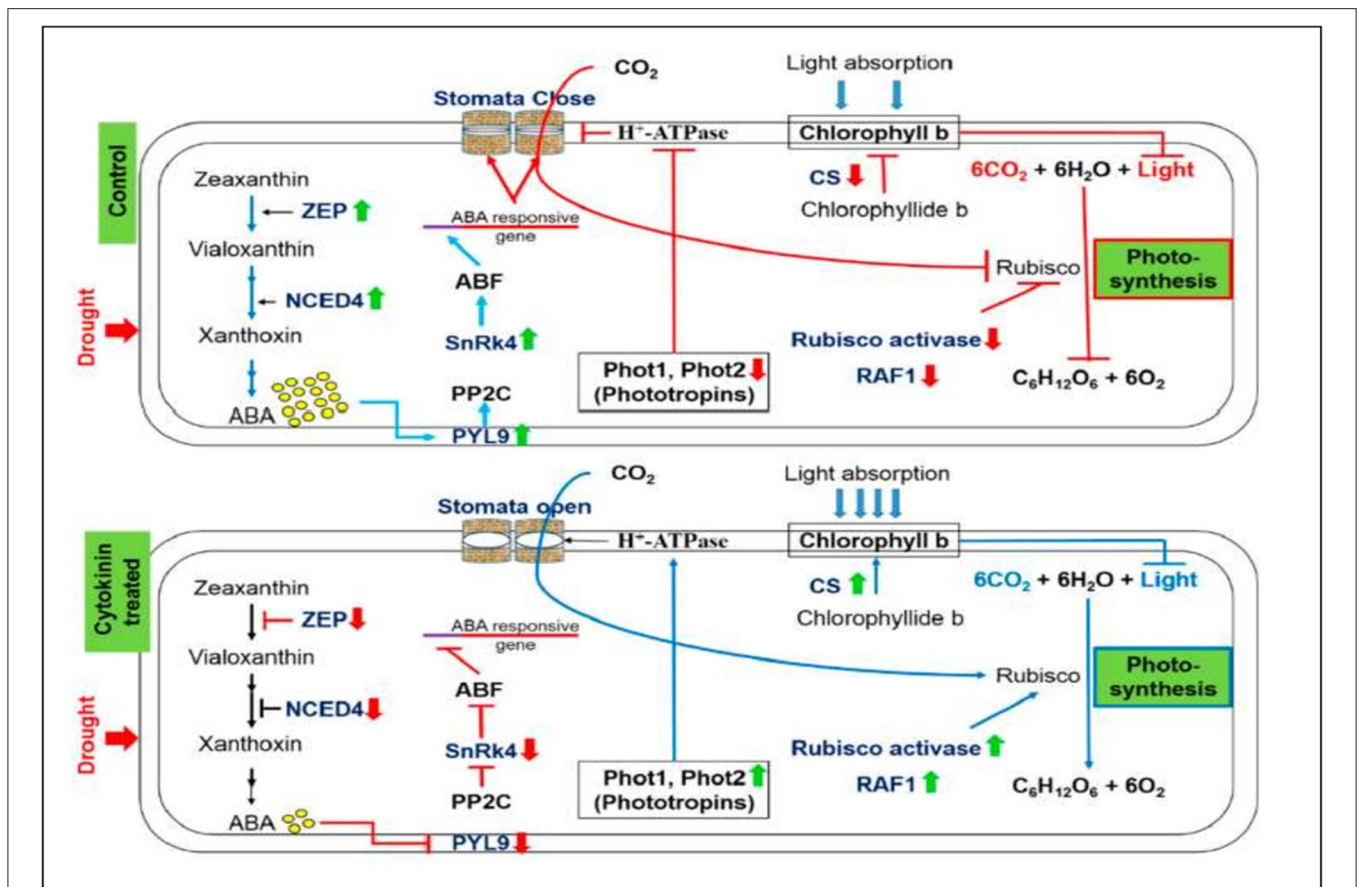 CO₂
Light absorption
Stomata Close
H⁺-ATPase
Chlorophyll b
Control
Zeaxanthin
ZEP
CS
6CO₂ + 6H₂O + Light
Chlorophyllide b
ABA responsive
gene
Vialoxanthin
ABF
Rubisco
Photo-
synthesis
NCED4
Xanthoxin
Drought
SnRk4
Rubisco activase
Phot1, Phot2
(Phototropins)
RAF1
C₆H₁₂O₆ + 6O₂
PP2C
ABA
PYL9
CO₂
Light absorption
Stomata open
H⁺-ATPase
Chlorophyll b
Cytokinin
treated
Zeaxanthin
ZEP
CS
6CO₂ + 6H₂O + Light
Chlorophyllide b
ABA responsive
gene
Vialoxanthin
ABF
Rubisco
Photo-
synthesis
NCED4
Xanthoxin
Drought
SnRk4
Rubisco activase
Phot1, Phot2
(Phototropins)
RAF1
C₆H₁₂O₆ + 6O₂
PP2C
ABA
PYL9